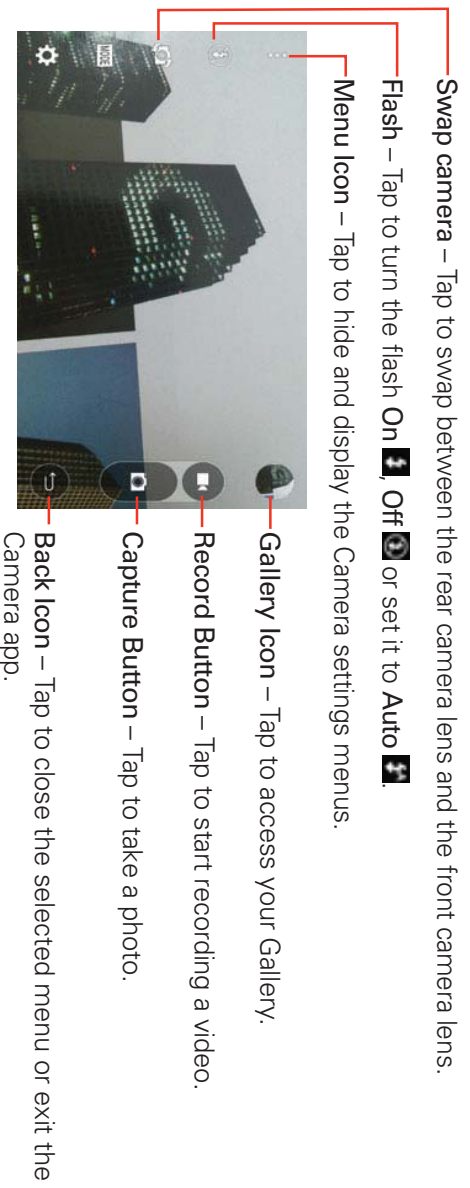 Swap camera – Tap to swap between the rear camera lens and the front camera lens.
Flash – Tap to turn the flash On , Off or set it to Auto .
Menu Icon – Tap to hide and display the Camera settings menus.
MODE
Gallery Icon – Tap to access your Gallery.
Record Button – Tap to start recording a video.
Capture Button – Tap to take a photo.
Back Icon – Tap to close the selected menu or exit the
Camera app.